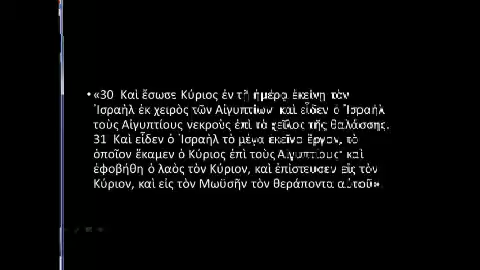 • «30 Καὶ ἔσωσε Κύριος ἐν τῇ ἡμέρᾳ ἐκείνῃ τὸν
Ἰσραὴλ ἐκ χειρὸς τῶν Αἰγυπτίων· καὶ εἶδεν ὁ Ἰσραὴλ
τοὺς Αἰγυπτίους νεκροὺς ἐπὶ τὸ χεῖλος τῆς θαλάσσης.
31 Καὶ εἶδεν ὁ Ἰσραὴλ τὸ μέγα ἐκεῖνο ἔργον, τὸ
ὁποῖον ἔκαμεν ὁ Κύριος ἐπὶ τοὺς Αἰγυπτίους· καὶ
ἐφοβήθη ὁ λαὸς τὸν Κύριον, καὶ ἐπίστευσεν εἰς τὸν
Κύριον, καὶ εἰς τὸν Μωϋσῆν τὸν θεράποντα αὐτοῦ»